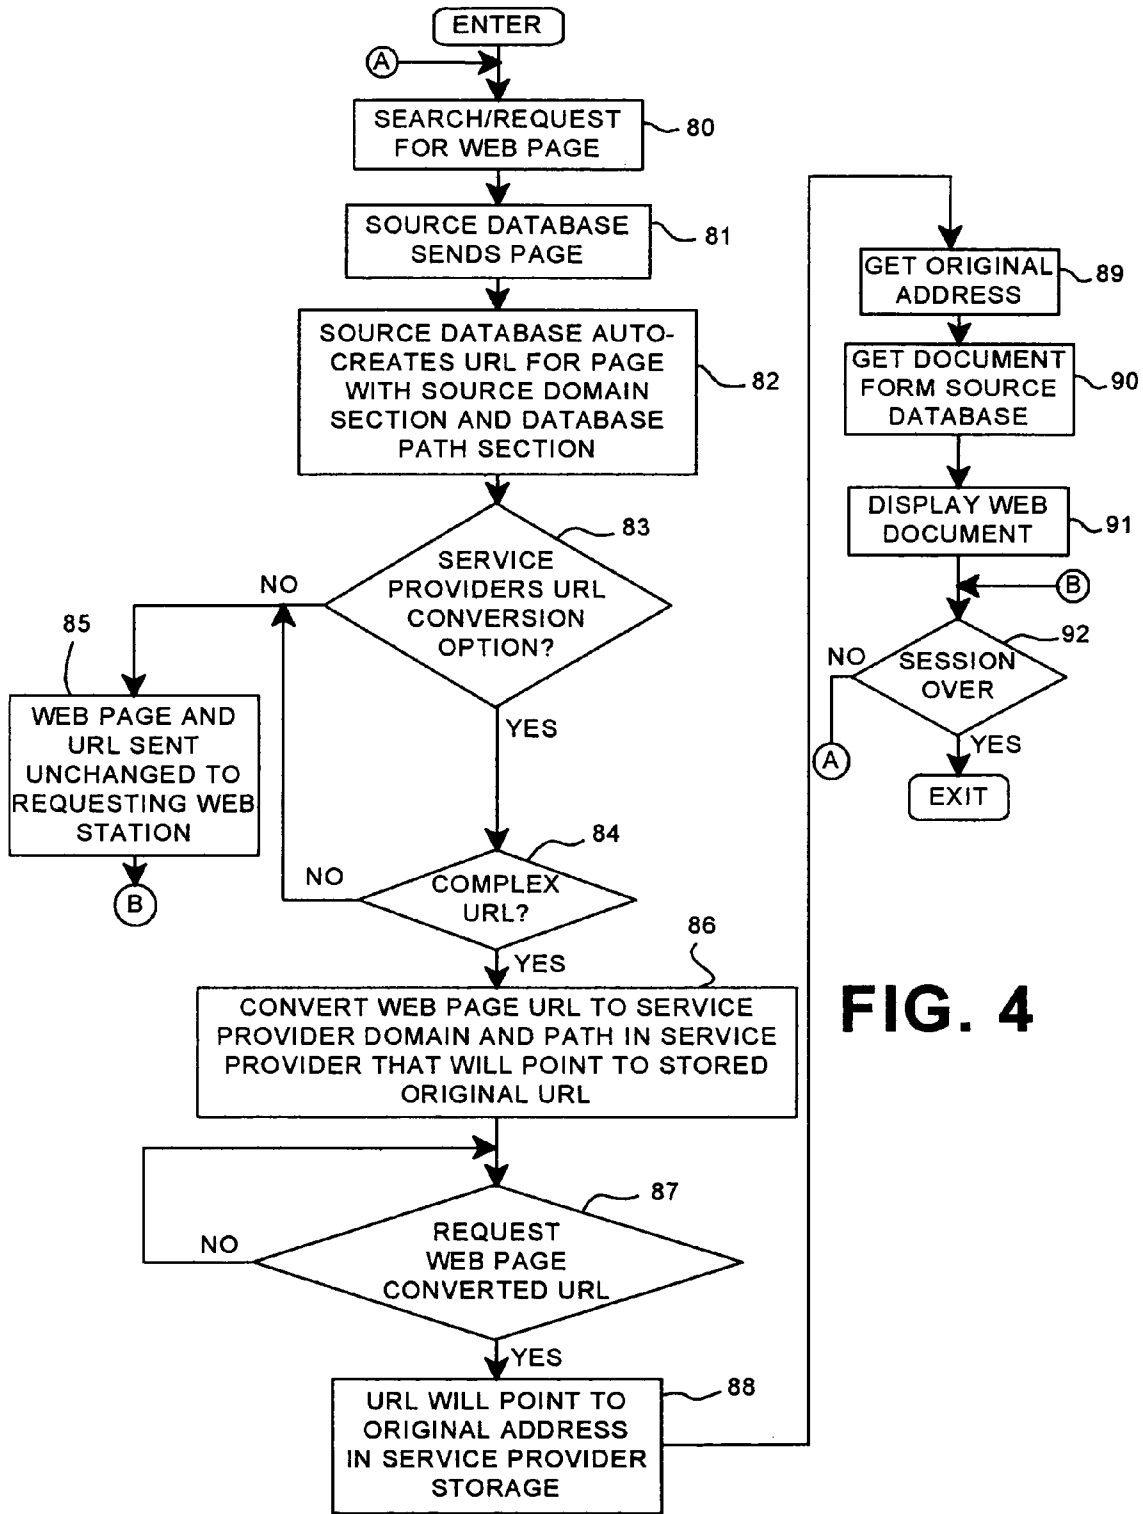 ENTER
A
SEARCH/REQUEST
FOR WEB PAGE
80
SOURCE DATABASE
SENDS PAGE
81
SOURCE DATABASE AUTO-
CREATES URL FOR PAGE
WITH SOURCE DOMAIN
SECTION AND DATABASE
PATH SECTION
82
SERVICE
PROVIDERS URL
CONVERSION
OPTION?
83
NO
YES
85
WEB PAGE AND
URL SENT
UNCHANGED TO
REQUESTING WEB
STATION
B
COMPLEX
URL?
84
NO
YES
86
CONVERT WEB PAGE URL TO SERVICE
PROVIDER DOMAIN AND PATH IN SERVICE
PROVIDER THAT WILL POINT TO STORED
ORIGINAL URL
REQUEST
WEB PAGE
CONVERTED URL
87
NO
YES
URL WILL POINT TO
ORIGINAL ADDRESS
IN SERVICE PROVIDER
STORAGE
88
GET ORIGINAL
ADDRESS
89
GET DOCUMENT
FORM SOURCE
DATABASE
90
DISPLAY WEB
DOCUMENT
91
B
SESSION
OVER
92
NO
A
YES
EXIT
FIG. 4